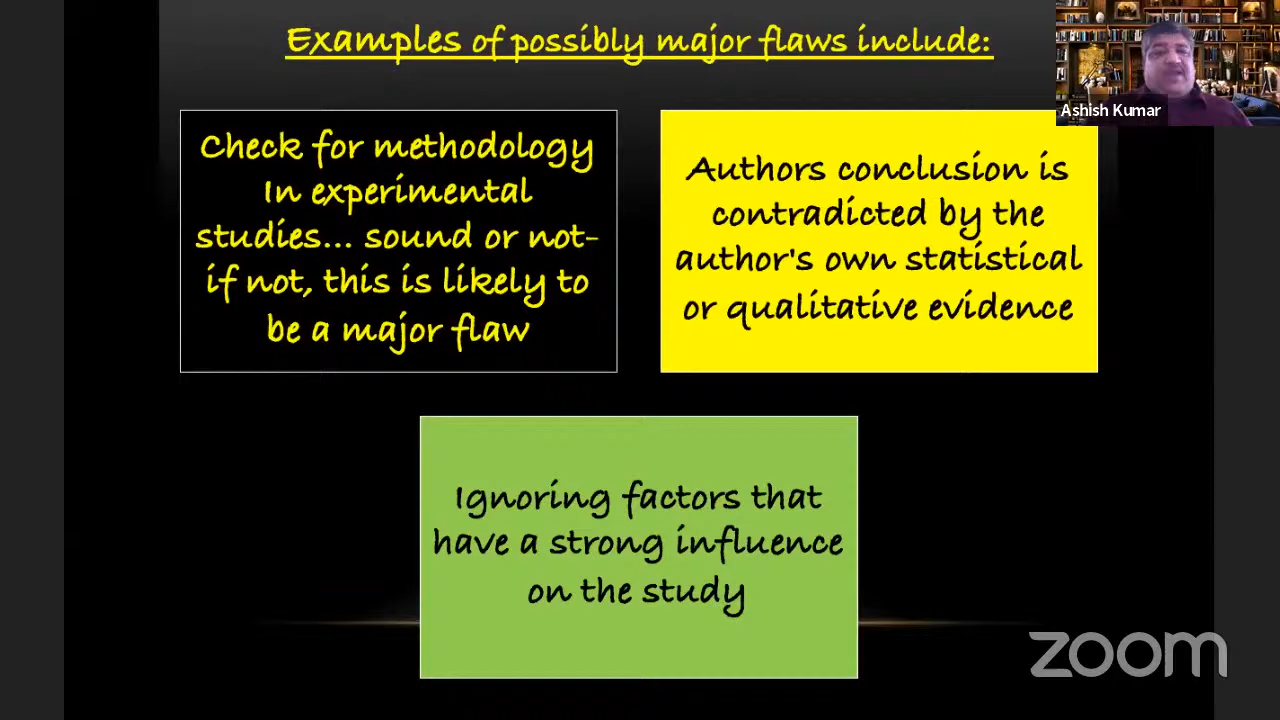 Examples of possibly major flaws include:
Ashish Kumar
Check for methodology
In experimental
studies... sound or not-
if not, this is likely to
be a major flaw
Authors conclusion is
contradicted by the
author's own statistical
or qualitative evidence
Ignoring factors that
have a strong influence
on the study
zoom